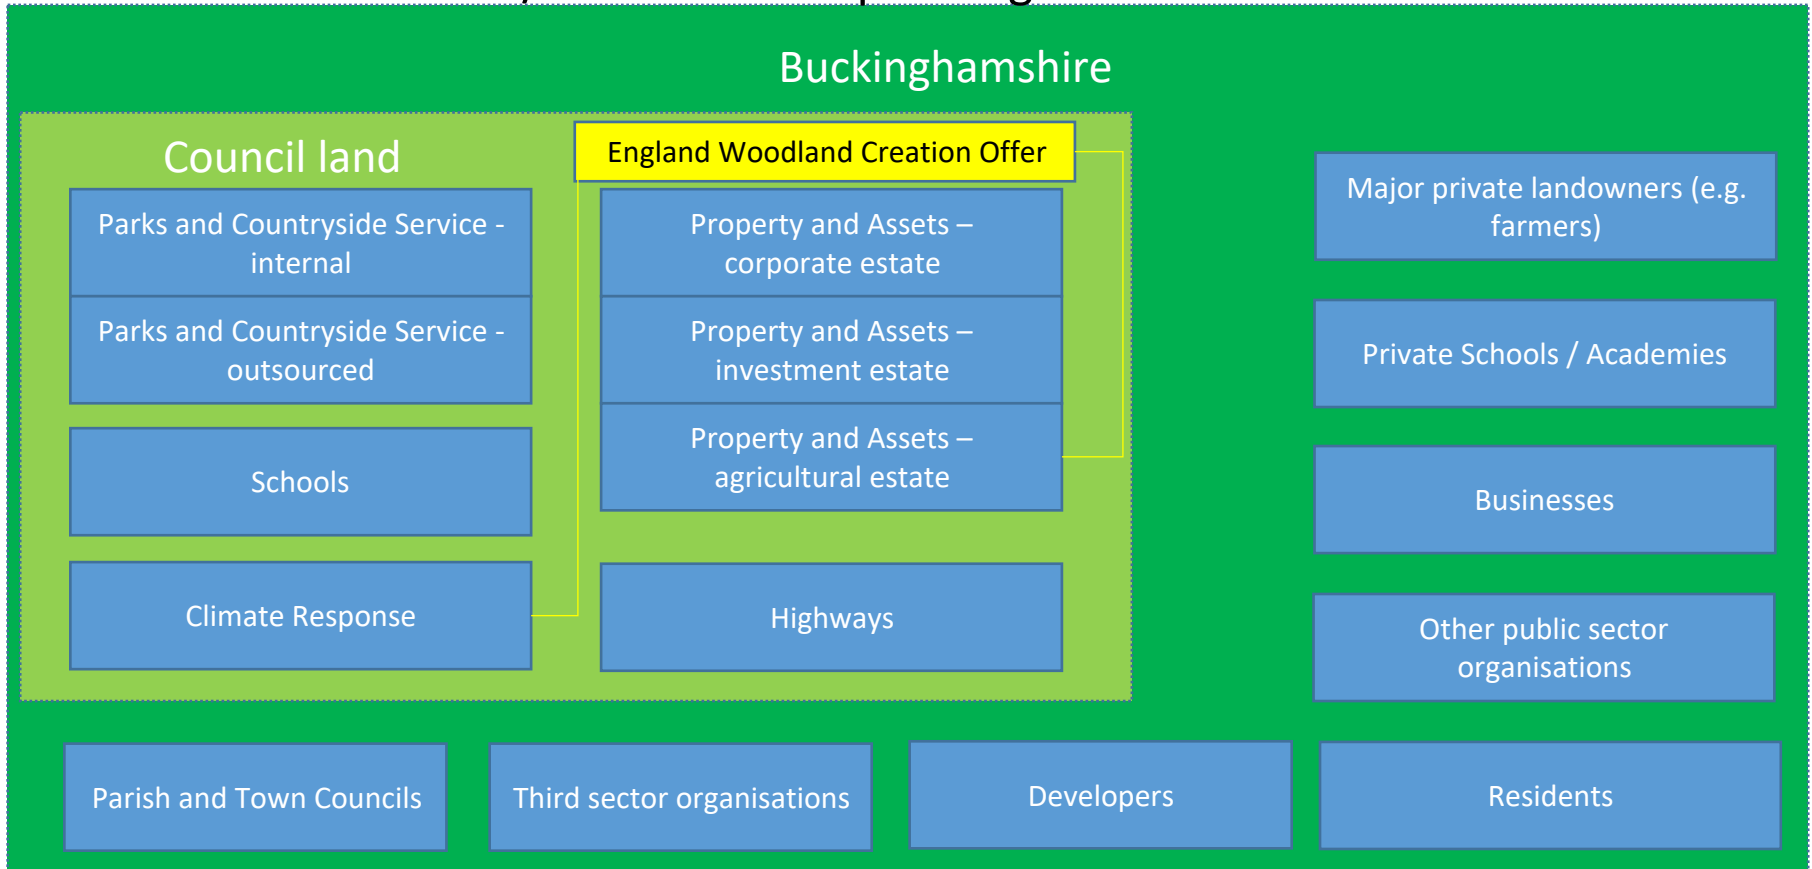 Buckinghamshire
Council land
England Woodland Creation Offer
Parks and Countryside Service -
internal
Parks and Countryside Service -
outsourced
Schools
Climate Response
Property and Assets –
corporate estate
Property and Assets –
investment estate
Property and Assets –
agricultural estate
Highways
Major private landowners (e.g.
farmers)
Private Schools / Academies
Businesses
Other public sector
organisations
Parish and Town Councils
Third sector organisations
Developers
Residents